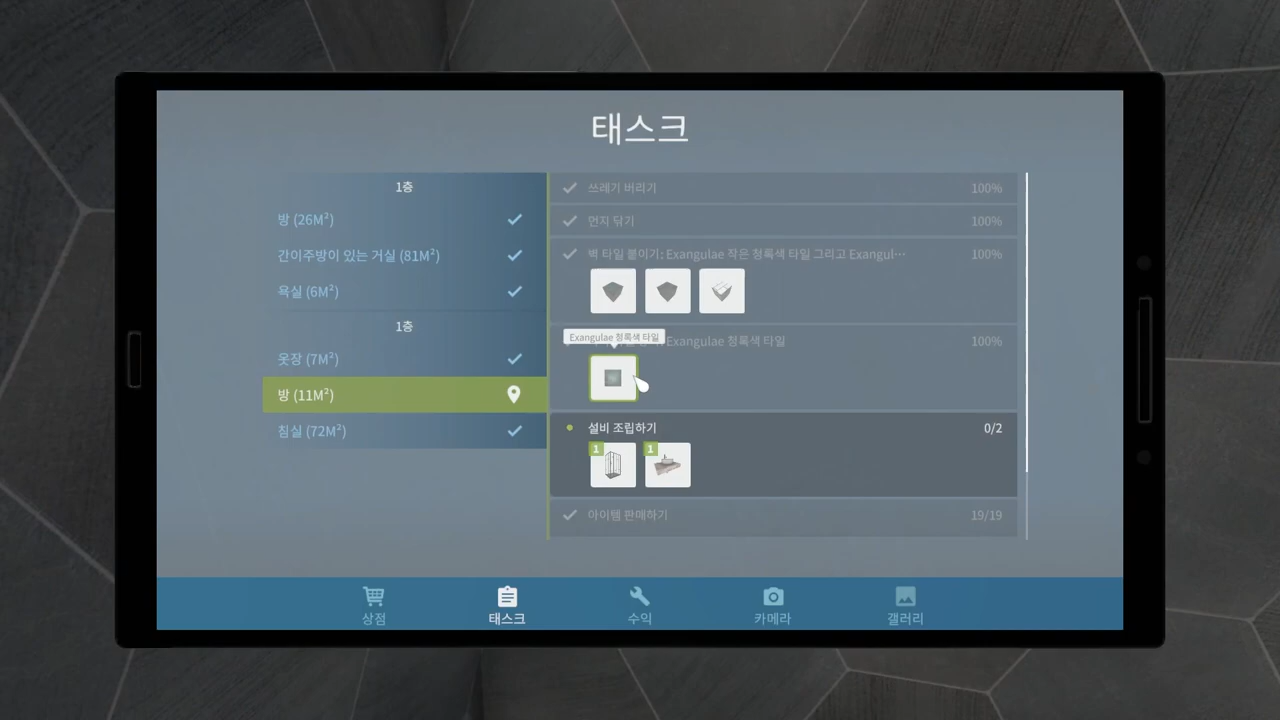 태스크
1층
방 (26M²)
간이주방이 있는 거실 (81M²)
욕실 (6M²)
1층
옷장 (7M²)
방 (11M²)
침실 (72M²)
쓰레기 버리기 100%
먼지 닦기 100%
벽 타일 붙이기: Exangulae 작은 청록색 타일 그리고 Exangul… 100%
Exangulae 청록색 타일
Exangulae 청록색 타일 100%
설비 조립하기 0/2
1 1
아이템 판매하기 19/19
상점 태스크 수익 카메라 갤러리